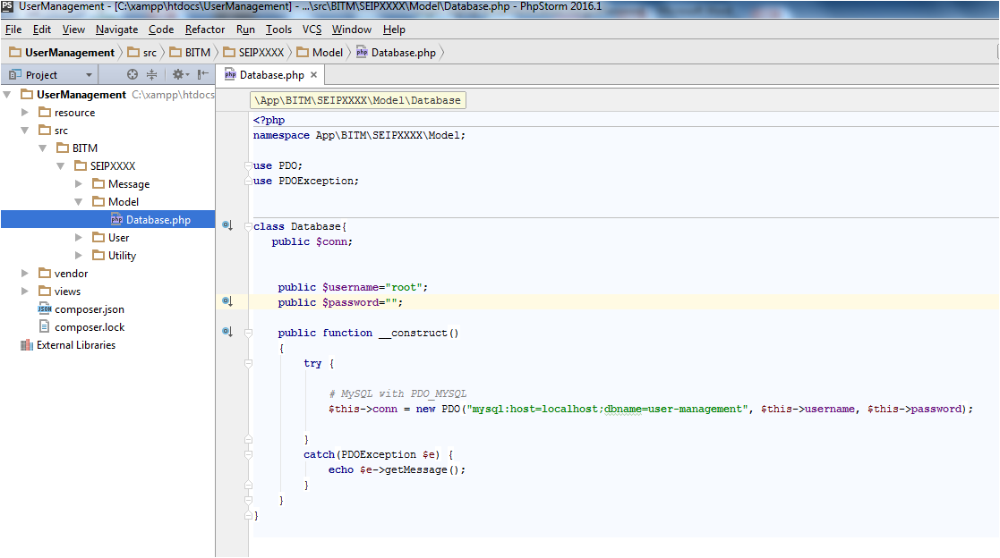 PS UserManagement - [C:\xampp\htdocs\UserManagement] - ...\src\BITM\SEIPXXXX\Model\Database.php - PhpStorm 2016.1
File Edit View Navigate Code Refactor Run Tools VCS Window Help
UserManagement src BITM SEIPXXXX Model php Database.php
Project php Database.php ×
UserManagement C:\xampp\htdocs
resource
src
BITM
SEIPXXXX
Message
Model
php Database.php
User
Utility
vendor
views
JSON composer.json
composer.lock
External Libraries
\App\BITM\SEIPXXXX\Model\Database
<?php
namespace App\BITM\SEIPXXXX\Model;
use PDO;
use PDOException;
class Database{
public $conn;
public $username="root";
public $password="";
public function __construct()
{
try {
# MySQL with PDO_MYSQL
$this->conn = new PDO("mysql:host=localhost;dbname=user-management", $this->username, $this->password);
}
catch(PDOException $e) {
echo $e->getMessage();
}
}
}